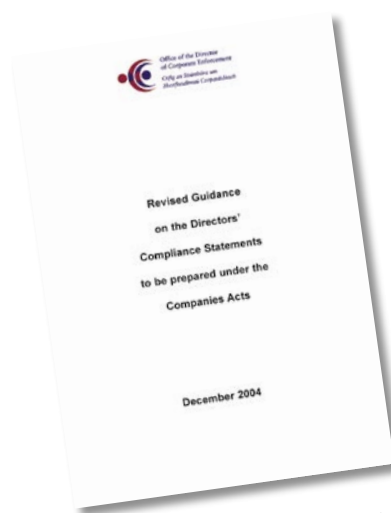 Office of the Director
of Corporate Enforcement
Oifig an Stiúrthóra um
Fhorfheidhmiú Corparáideach
Revised Guidance
on the Directors'
Compliance Statements
to be prepared under the
Companies Acts
December 2004